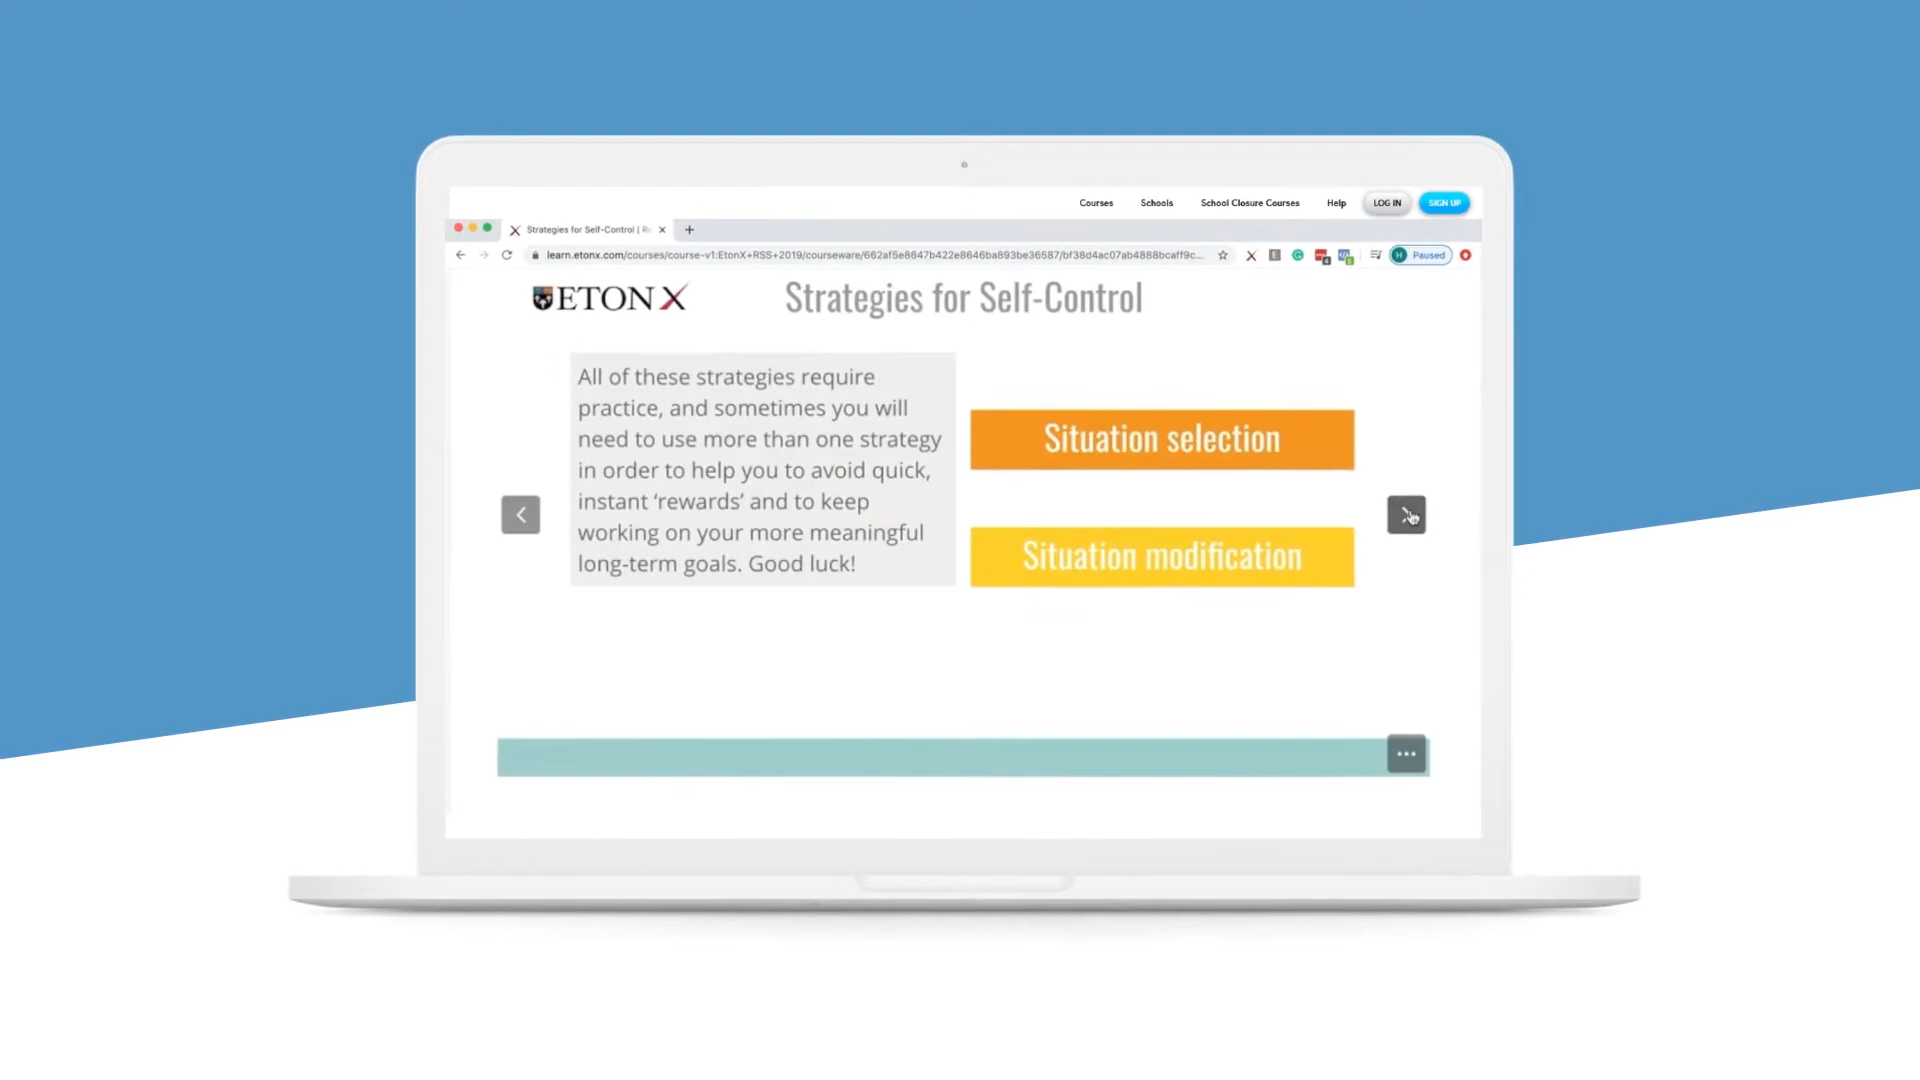 Courses Schools School Closure Courses Help LOG IN SIGN UP
Strategies for Self-Control | Re
learn.etonx.com/courses/course-v1:EtonX+RSS+2019/courseware/662af5e8647b422e8646ba893be36587/bf38d4ac07ab4888bcaff9c...
H Paused
ETON X
Strategies for Self-Control
All of these strategies require
practice, and sometimes you will
need to use more than one strategy
in order to help you to avoid quick,
instant ‘rewards’ and to keep
working on your more meaningful
long-term goals. Good luck!
Situation selection
Situation modification